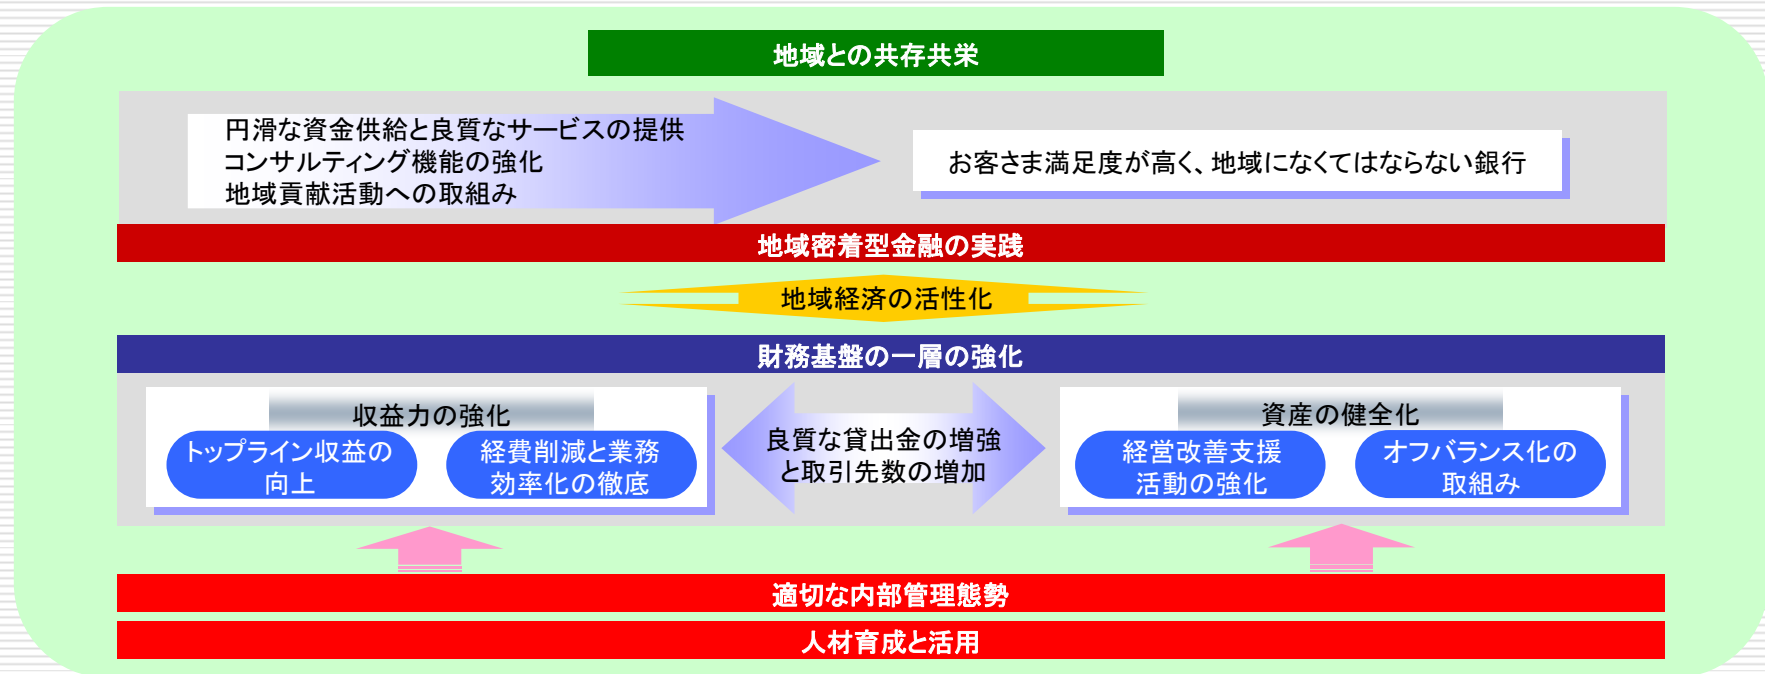 地域との共存共栄
円滑な資金供給と良質なサービスの提供
コンサルティング機能の強化
地域貢献活動への取組み
お客さま満足度が高く、地域になくてはならない銀行
地域密着型金融の実践
地域経済の活性化
財務基盤の一層の強化
収益力の強化
トップライン収益の
向上
経費削減と業務
効率化の徹底
良質な貸出金の増強
と取引先数の増加
資産の健全化
経営改善支援
活動の強化
オフバランス化の
取組み
適切な内部管理態勢
人材育成と活用